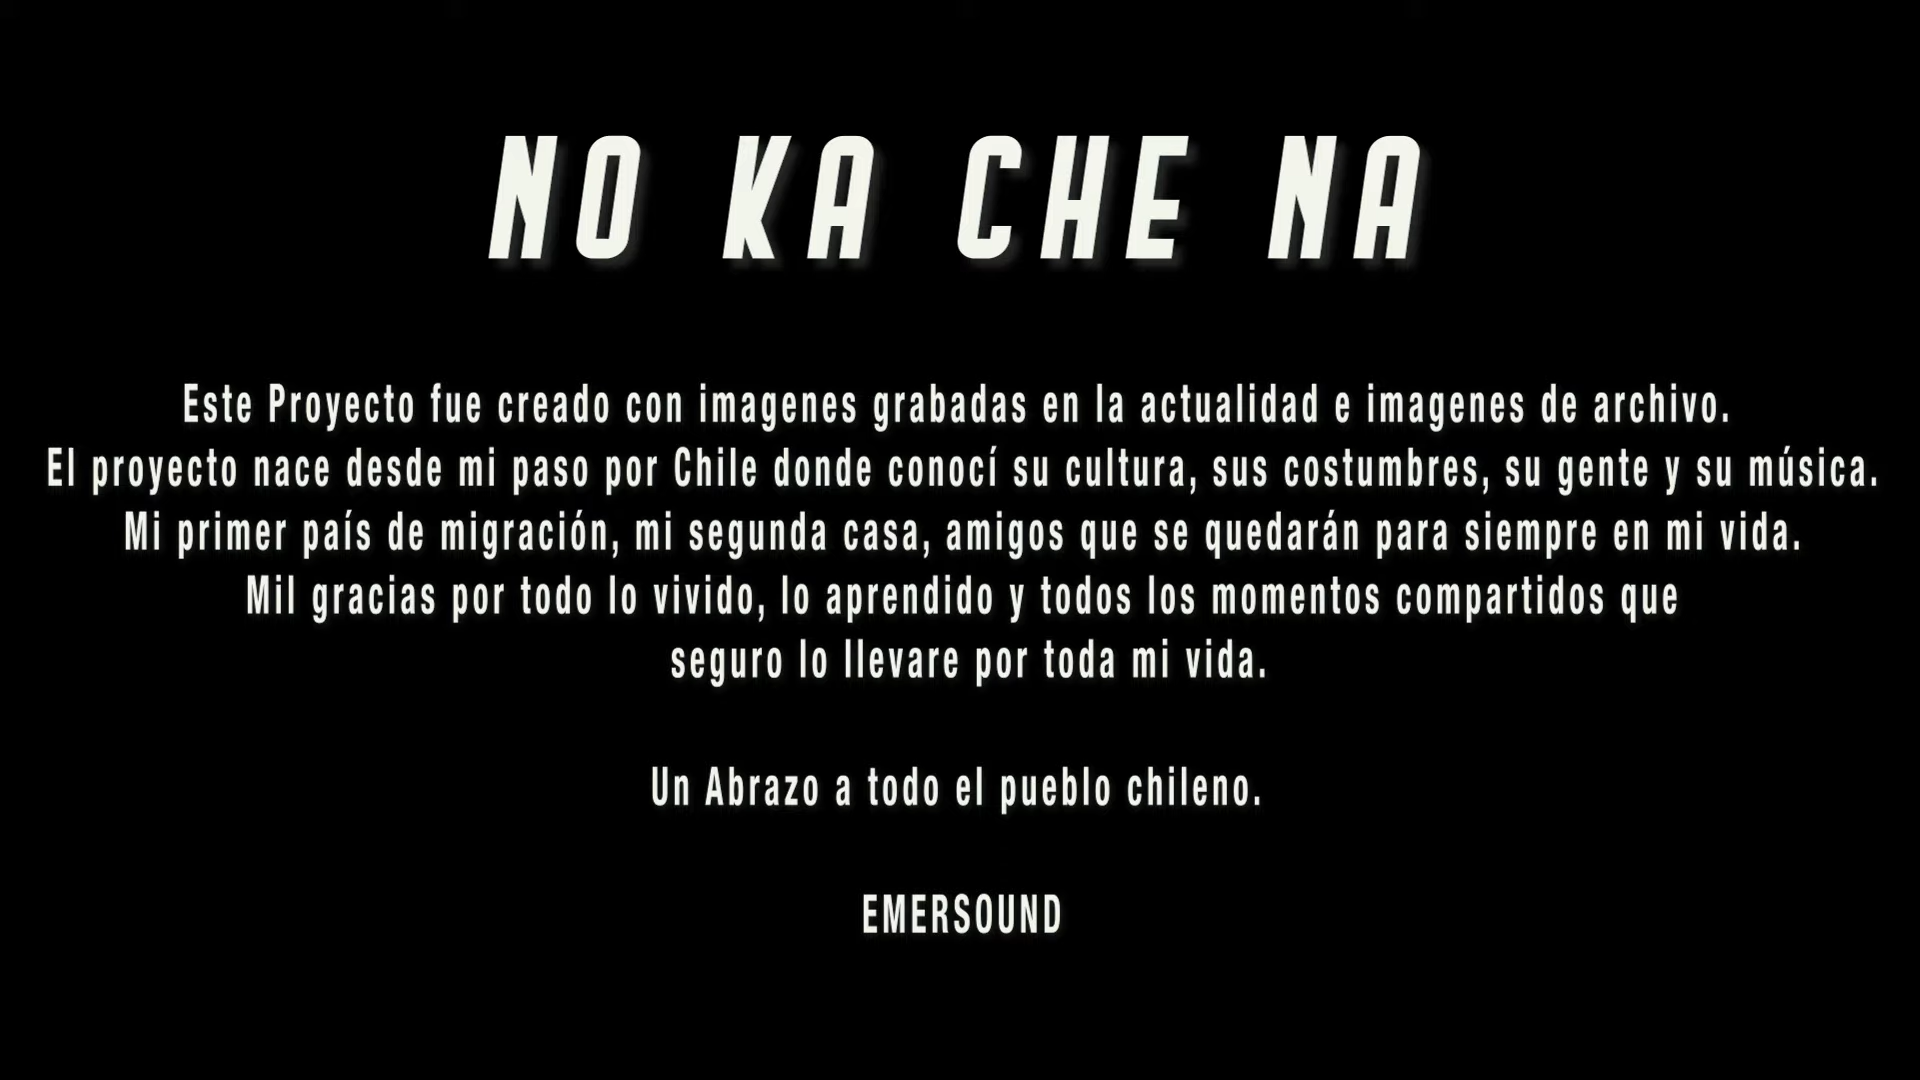 NO KA CHE NA
Este Proyecto fue creado con imagenes grabadas en la actualidad e imagenes de archivo.
El proyecto nace desde mi paso por Chile donde conocí su cultura, sus costumbres, su gente y su música.
Mi primer país de migración, mi segunda casa, amigos que se quedarán para siempre en mi vida.
Mil gracias por todo lo vivido, lo aprendido y todos los momentos compartidos que
seguro lo llevare por toda mi vida.
Un Abrazo a todo el pueblo chileno.
EMERSOUND